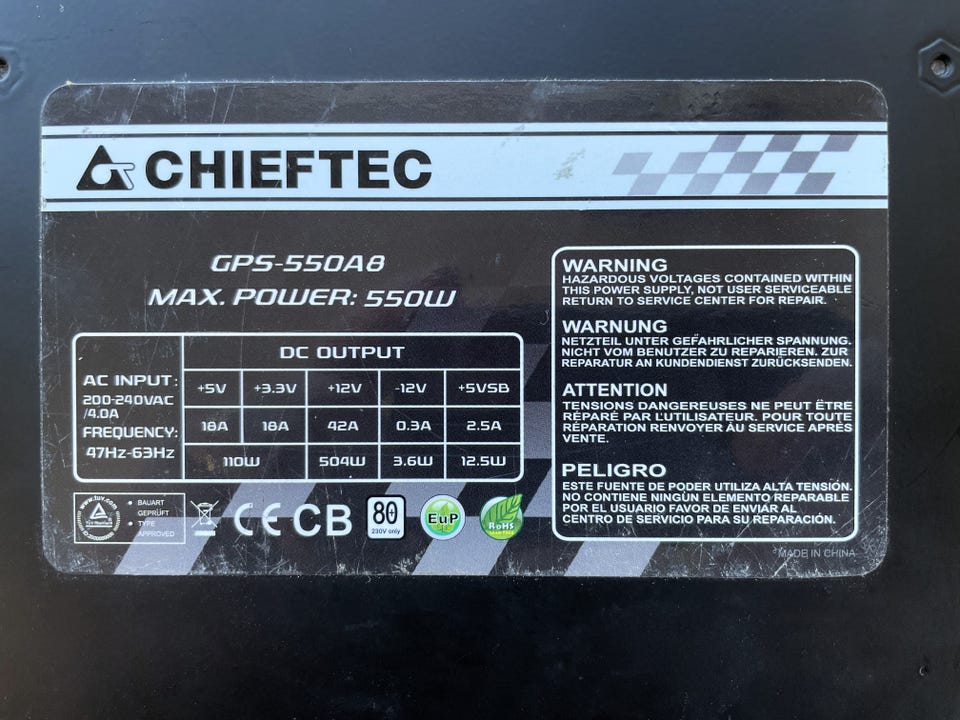 CHIEFTEC
GPS-550A8
MAX. POWER: 550W
AC INPUT:
200-240VAC
/4.0A
FREQUENCY:
47Hz-63Hz
DC OUTPUT
+5V +3.3V +12V -12V +5VSB
18A 18A 42A 0.3A 2.5A
110W 504W 3.6W 12.5W
www.tuv.com
TÜV Rheinland
• BAUART
GEPRÜFT
• TYPE
APPROVED
CE CB
80
230V only
EuP
RoHS
WARNING
HAZARDOUS VOLTAGES CONTAINED WITHIN
THIS POWER SUPPLY, NOT USER SERVICEABLE
RETURN TO SERVICE CENTER FOR REPAIR.
WARNUNG
NETZTEIL UNTER GEFÄHRLICHER SPANNUNG.
NICHT VOM BENUTZER ZU REPARIEREN. ZUR
REPARATUR AN KUNDENDIENST ZURÜCKSENDEN.
ATTENTION
TENSIONS DANGEREUSES NE PEUT ÊTRE
RÉPARÉ PAR L'UTILISATEUR. POUR TOUTE
RÉPARATION RENVOYER ÀU SERVICE APRÈS
VENTE.
PELIGRO
ESTE FUENTE DE PODER UTILIZA ALTA TENSIÓN.
NO CONTIENE NINGÚN ELEMENTO REPARABLE
POR EL USUARIO FAVOR DE ENVIAR AL
CENTRO DE SERVICIO PARA SU REPARACIÓN.
MADE IN CHINA